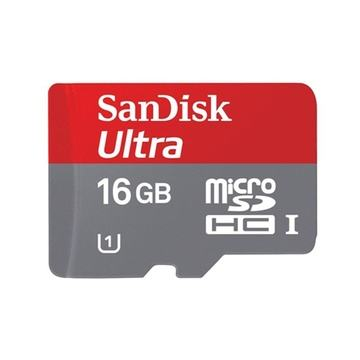 SanDisk
Ultra
16 GB
micro
SD
HC I
1